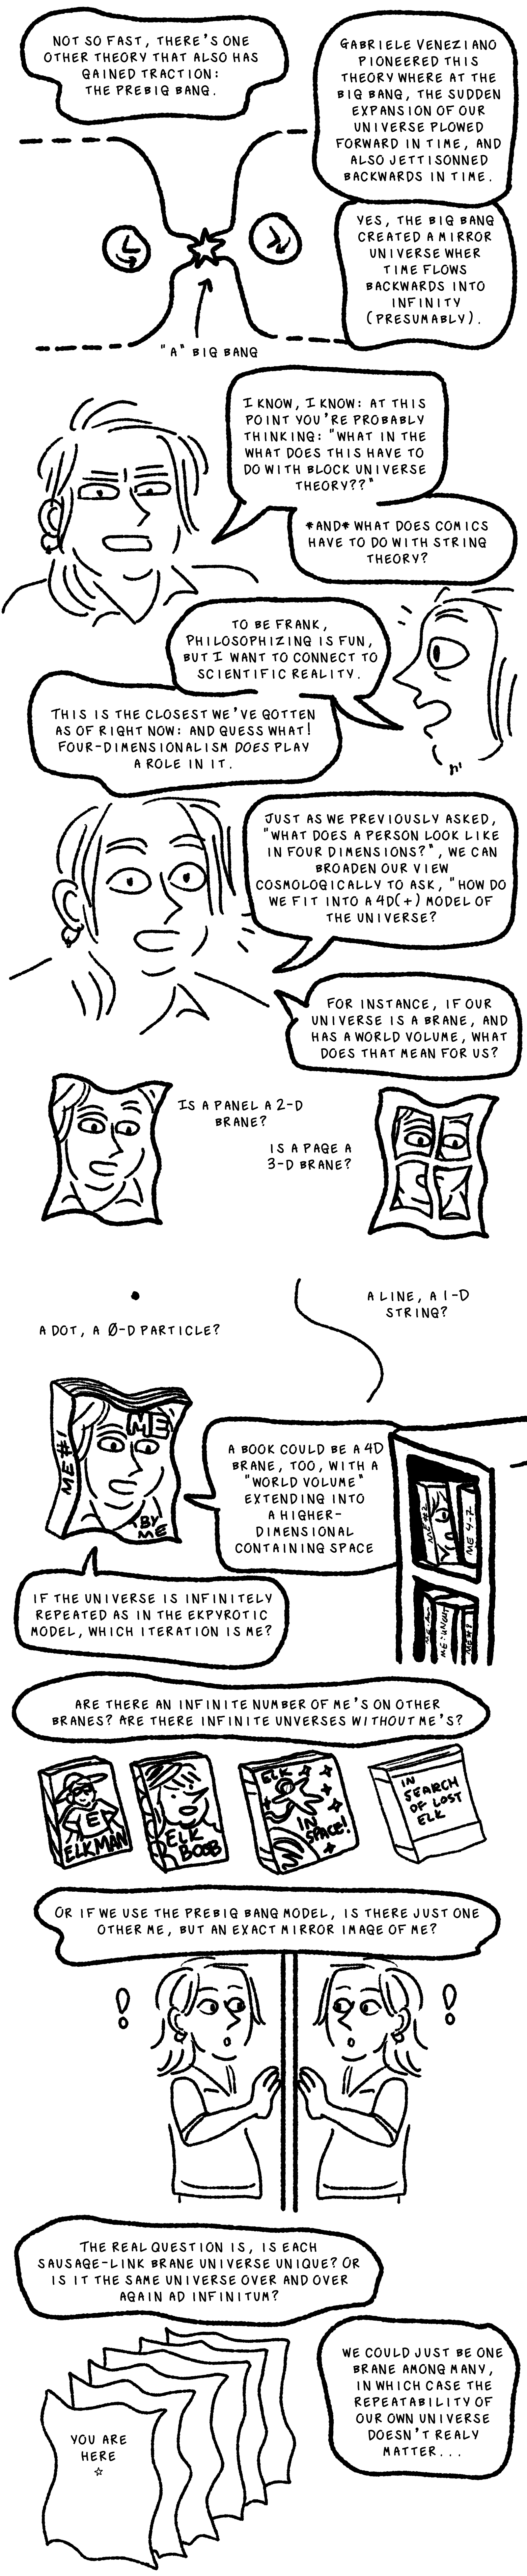 NOT SO FAST, THERE'S ONE
OTHER THEORY THAT ALSO HAS
GAINED TRACTION:
THE PREBIG BANG.
GABRIELE VENEZIANO
PIONEERED THIS
THEORY WHERE AT THE
BIG BANG, THE SUDDEN
EXPANSION OF OUR
UNIVERSE PLOWED
FORWARD IN TIME, AND
ALSO JETTISONNED
BACKWARDS IN TIME.
YES, THE BIG BANG
CREATED A MIRROR
UNIVERSE WHER
TIME FLOWS
BACKWARDS INTO
INFINITY
(PRESUMABLY).
"A" BIG BANG
I KNOW, I KNOW: AT THIS
POINT YOU'RE PROBABLY
THINKING: "WHAT IN THE
WHAT DOES THIS HAVE TO
DO WITH BLOCK UNIVERSE
THEORY??"
*AND* WHAT DOES COMICS
HAVE TO DO WITH STRING
THEORY?
TO BE FRANK,
PHILOSOPHIZING IS FUN,
BUT I WANT TO CONNECT TO
SCIENTIFIC REALITY.
THIS IS THE CLOSEST WE'VE GOTTEN
AS OF RIGHT NOW: AND GUESS WHAT!
FOUR-DIMENSIONALISM DOES PLAY
A ROLE IN IT.
JUST AS WE PREVIOUSLY ASKED,
"WHAT DOES A PERSON LOOK LIKE
IN FOUR DIMENSIONS?", WE CAN
BROADEN OUR VIEW
COSMOLOGICALLY TO ASK, "HOW DO
WE FIT INTO A 4D(+) MODEL OF
THE UNIVERSE?
FOR INSTANCE, IF OUR
UNIVERSE IS A BRANE, AND
HAS A WORLD VOLUME, WHAT
DOES THAT MEAN FOR US?
IS A PANEL A 2-D
BRANE?
IS A PAGE A
3-D BRANE?
A DOT, A Ø-D PARTICLE?
A LINE, A 1-D
STRING?
ME #1
ME
BY
ME
A BOOK COULD BE A 4D
BRANE, TOO, WITH A
"WORLD VOLUME"
EXTENDING INTO
A HIGHER-
DIMENSIONAL
CONTAINING SPACE
ME #2
ME 4-7
ME: UNCUT
ME #8
IF THE UNIVERSE IS INFINITELY
REPEATED AS IN THE EKPYROTIC
MODEL, WHICH ITERATION IS ME?
ARE THERE AN INFINITE NUMBER OF ME'S ON OTHER
BRANES? ARE THERE INFINITE UNVERSES WITHOUT ME'S?
E
ELKMAN
ELK
BOOB
ELK
IN
SPACE!
IN
SEARCH
OF LOST
ELK
OR IF WE USE THE PREBIG BANG MODEL, IS THERE JUST ONE
OTHER ME, BUT AN EXACT MIRROR IMAGE OF ME?
!
!
THE REAL QUESTION IS, IS EACH
SAUSAGE-LINK BRANE UNIVERSE UNIQUE? OR
IS IT THE SAME UNIVERSE OVER AND OVER
AGAIN AD INFINITUM?
YOU ARE
HERE
☆
WE COULD JUST BE ONE
BRANE AMONG MANY,
IN WHICH CASE THE
REPEATABILITY OF
OUR OWN UNIVERSE
DOESN'T REALY
MATTER...